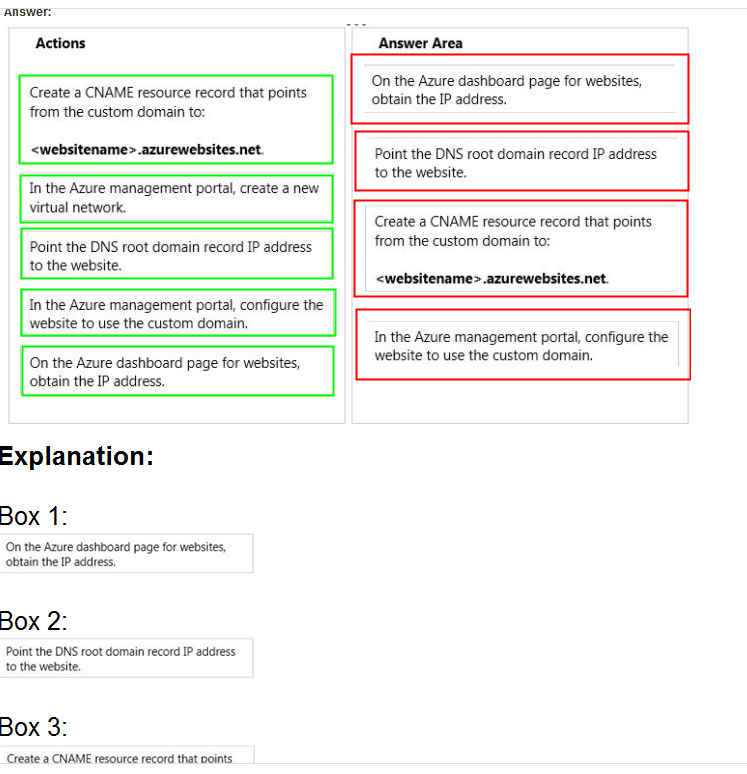 Answer:
Actions
Create a CNAME resource record that points
from the custom domain to:
<websitename>.azurewebsites.net.
In the Azure management portal, create a new
virtual network.
Point the DNS root domain record IP address
to the website.
In the Azure management portal, configure the
website to use the custom domain.
On the Azure dashboard page for websites,
obtain the IP address.
Answer Area
On the Azure dashboard page for websites,
obtain the IP address.
Point the DNS root domain record IP address
to the website.
Create a CNAME resource record that points
from the custom domain to:
<websitename>.azurewebsites.net.
In the Azure management portal, configure the
website to use the custom domain.
Explanation:
Box 1:
On the Azure dashboard page for websites,
obtain the IP address.
Box 2:
Point the DNS root domain record IP address
to the website.
Box 3:
Create a CNAME resource record that points